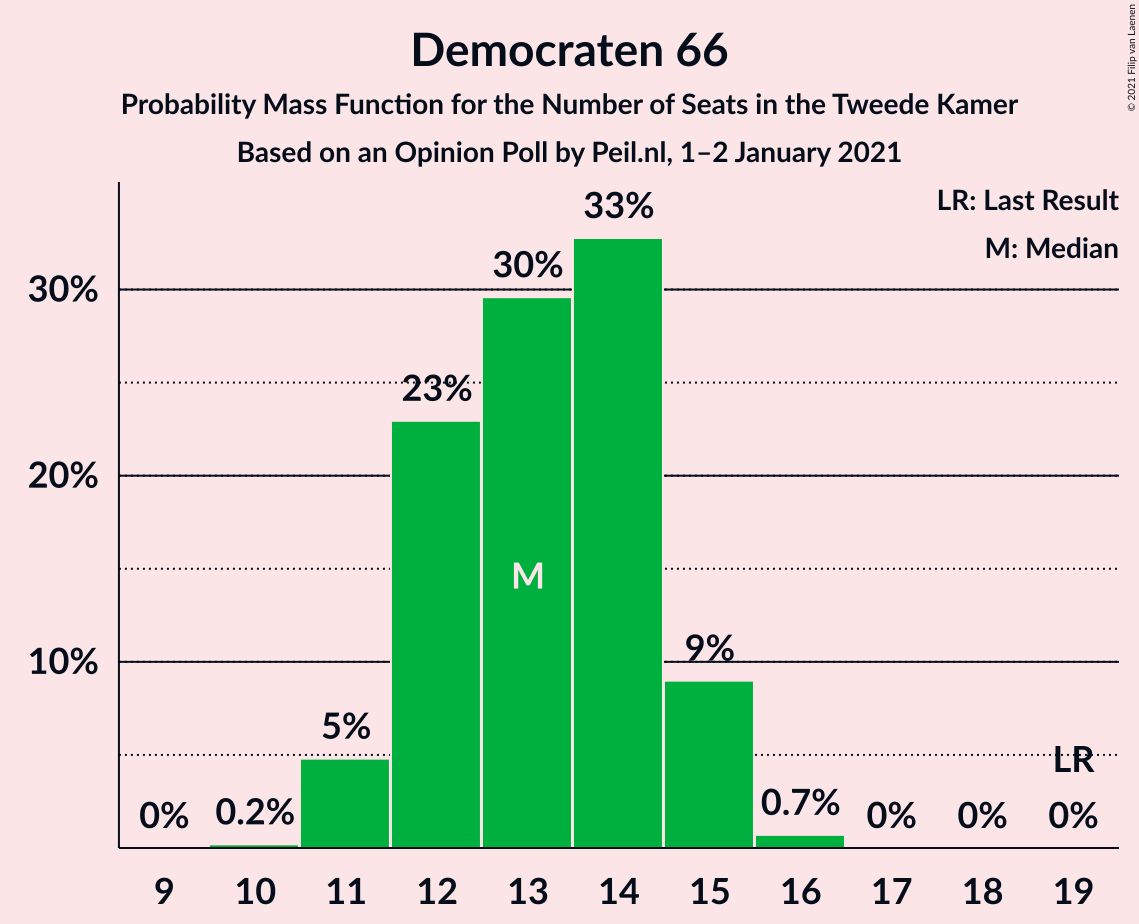 Democraten 66
Probability Mass Function for the Number of Seats in the Tweede Kamer
Based on an Opinion Poll by Peil.nl, 1–2 January 2021
© 2021 Filip van Laenen
LR: Last Result
M: Median
30%
20%
10%
0%
0.2%
5%
23%
30%
33%
9%
0.7%
0%
0%
0%
M
LR
9 10 11 12 13 14 15 16 17 18 19